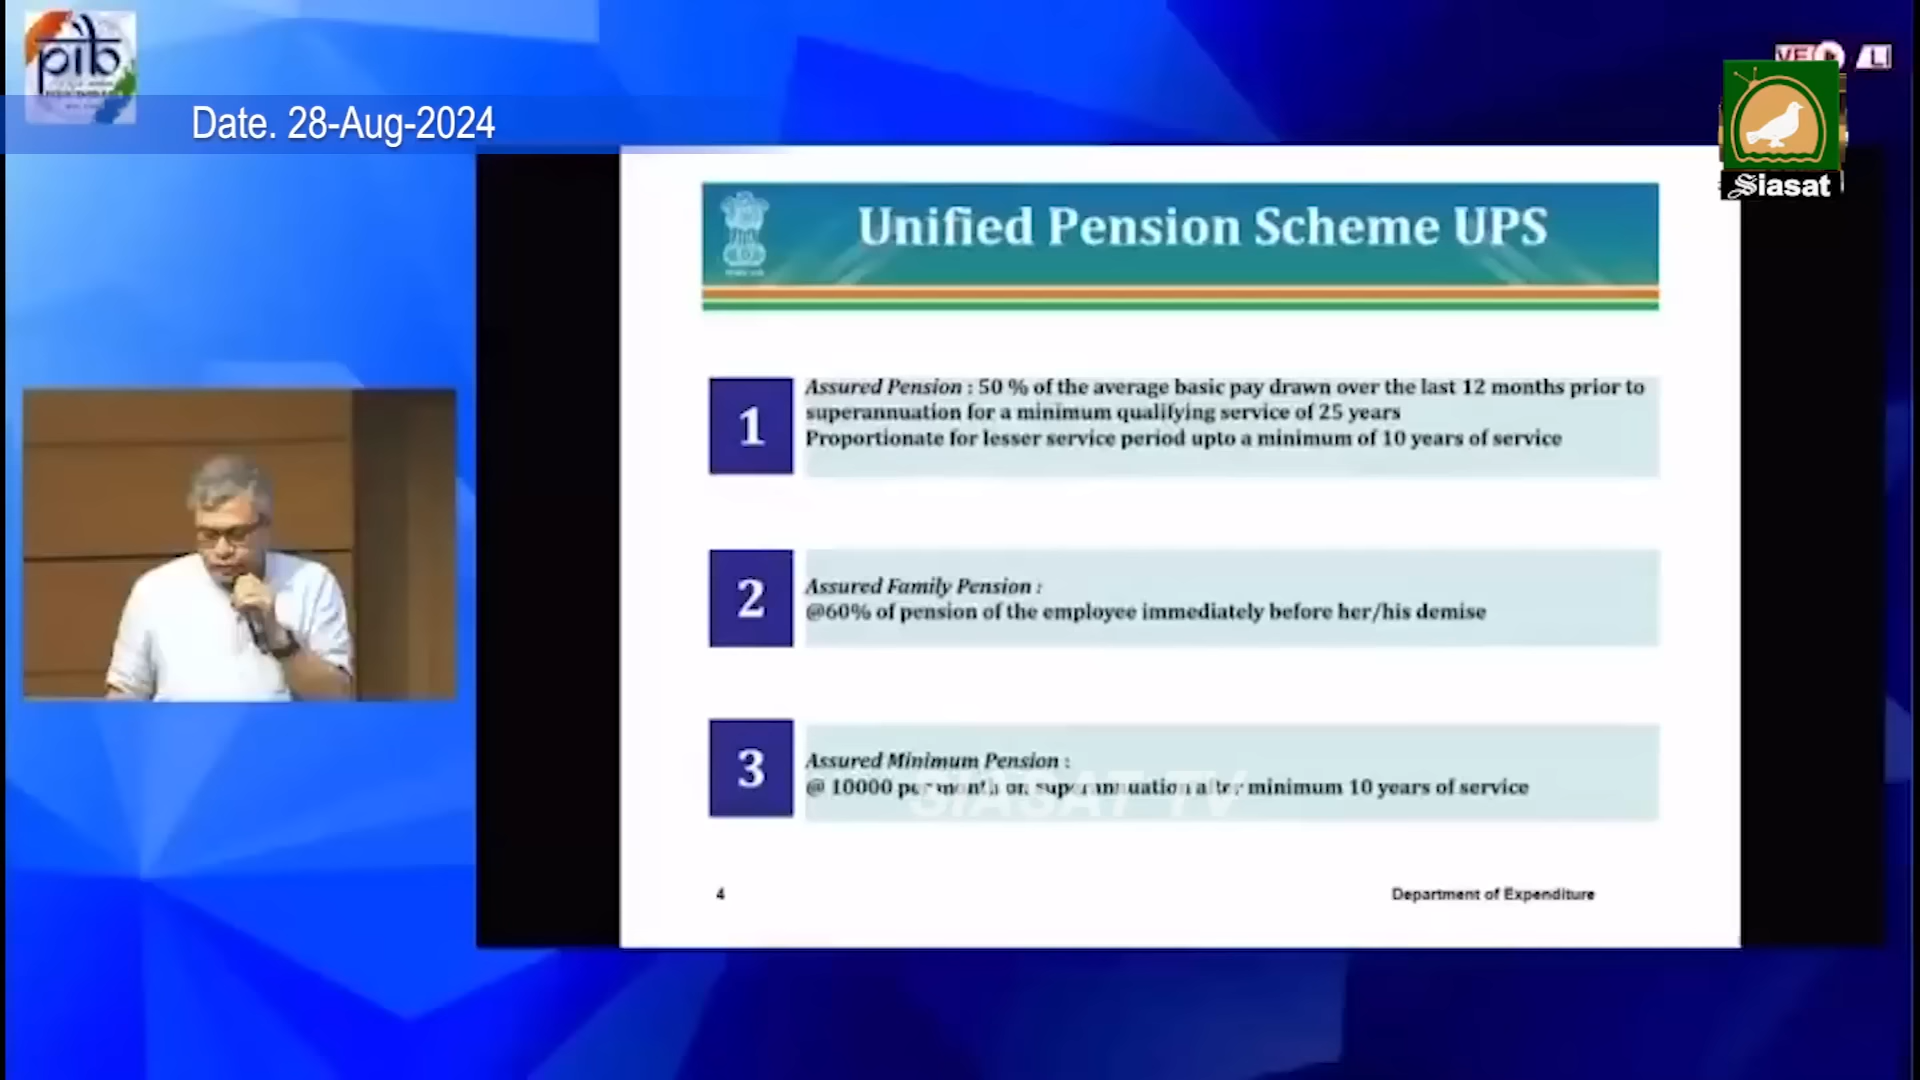 pib
Date. 28-Aug-2024
Siasat
Unified Pension Scheme UPS
1
Assured Pension : 50 % of the average basic pay drawn over the last 12 months prior to
superannuation for a minimum qualifying service of 25 years
Proportionate for lesser service period upto a minimum of 10 years of service
2
Assured Family Pension :
@60% of pension of the employee immediately before her/his demise
3
Assured Minimum Pension :
@ 10000 per month on superannuation after minimum 10 years of service
SIASAT TV
4
Department of Expenditure